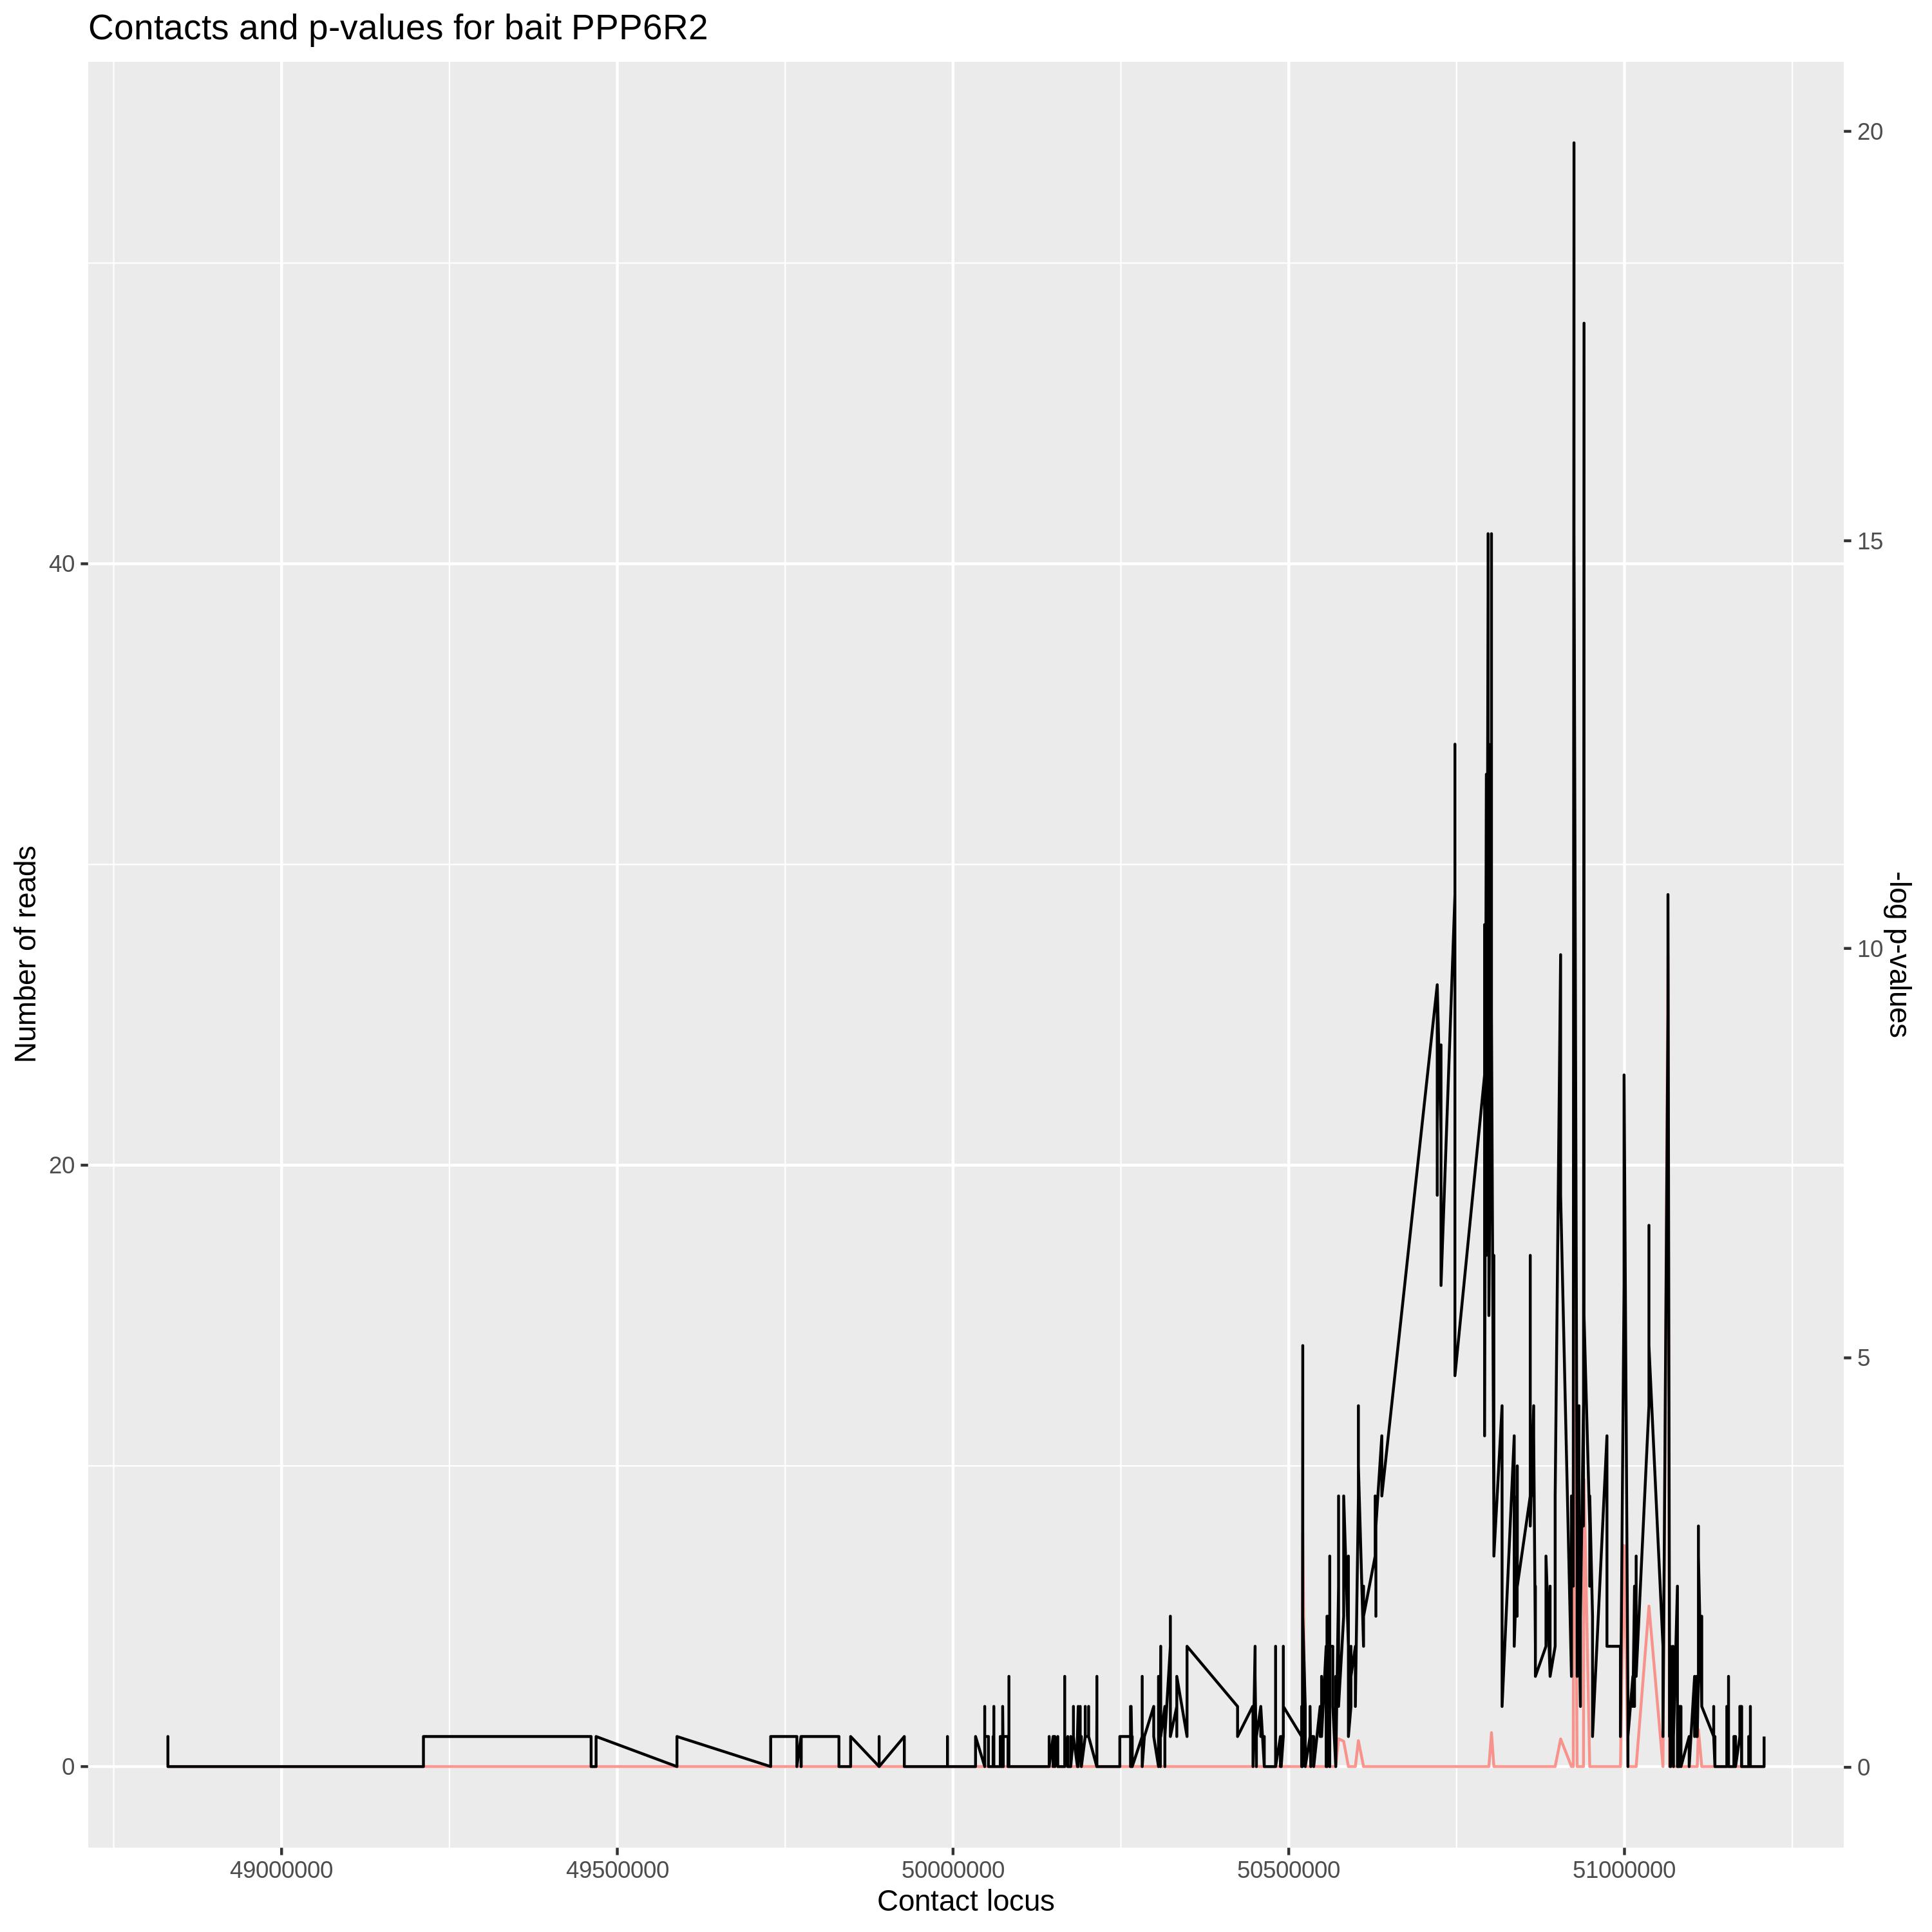 Contacts and p-values for bait PPP6R2
Number of reads
40
20
0
20
15
10
5
0
-log p-values
49000000 49500000 50000000 50500000 51000000
Contact locus